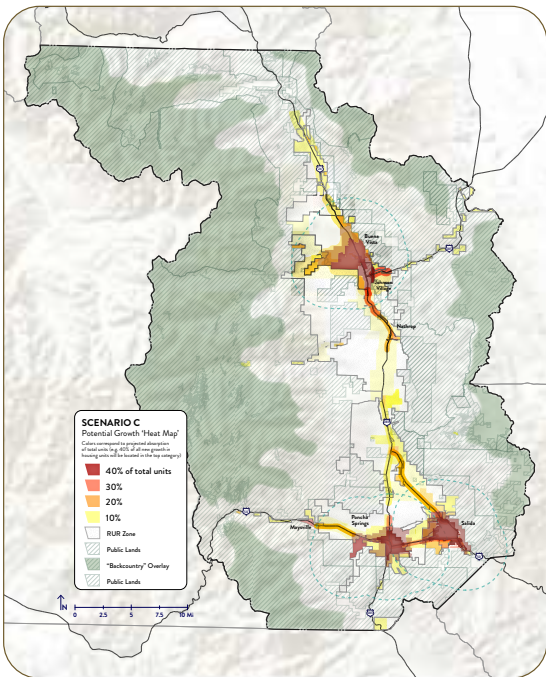 Buena
Vista
Johnson
Village
Nathrop
Poncha
Springs
Maysville
Salida
SCENARIO C
Potential Growth 'Heat Map'
Colors correspond to projected absorption
of total units (e.g. 40% of all new growth in
housing units will be located in the top category)
40% of total units
30%
20%
10%
RUR Zone
Public Lands
"Backcountry" Overlay
Public Lands
N
0 2.5 5 7.5 10 Mi